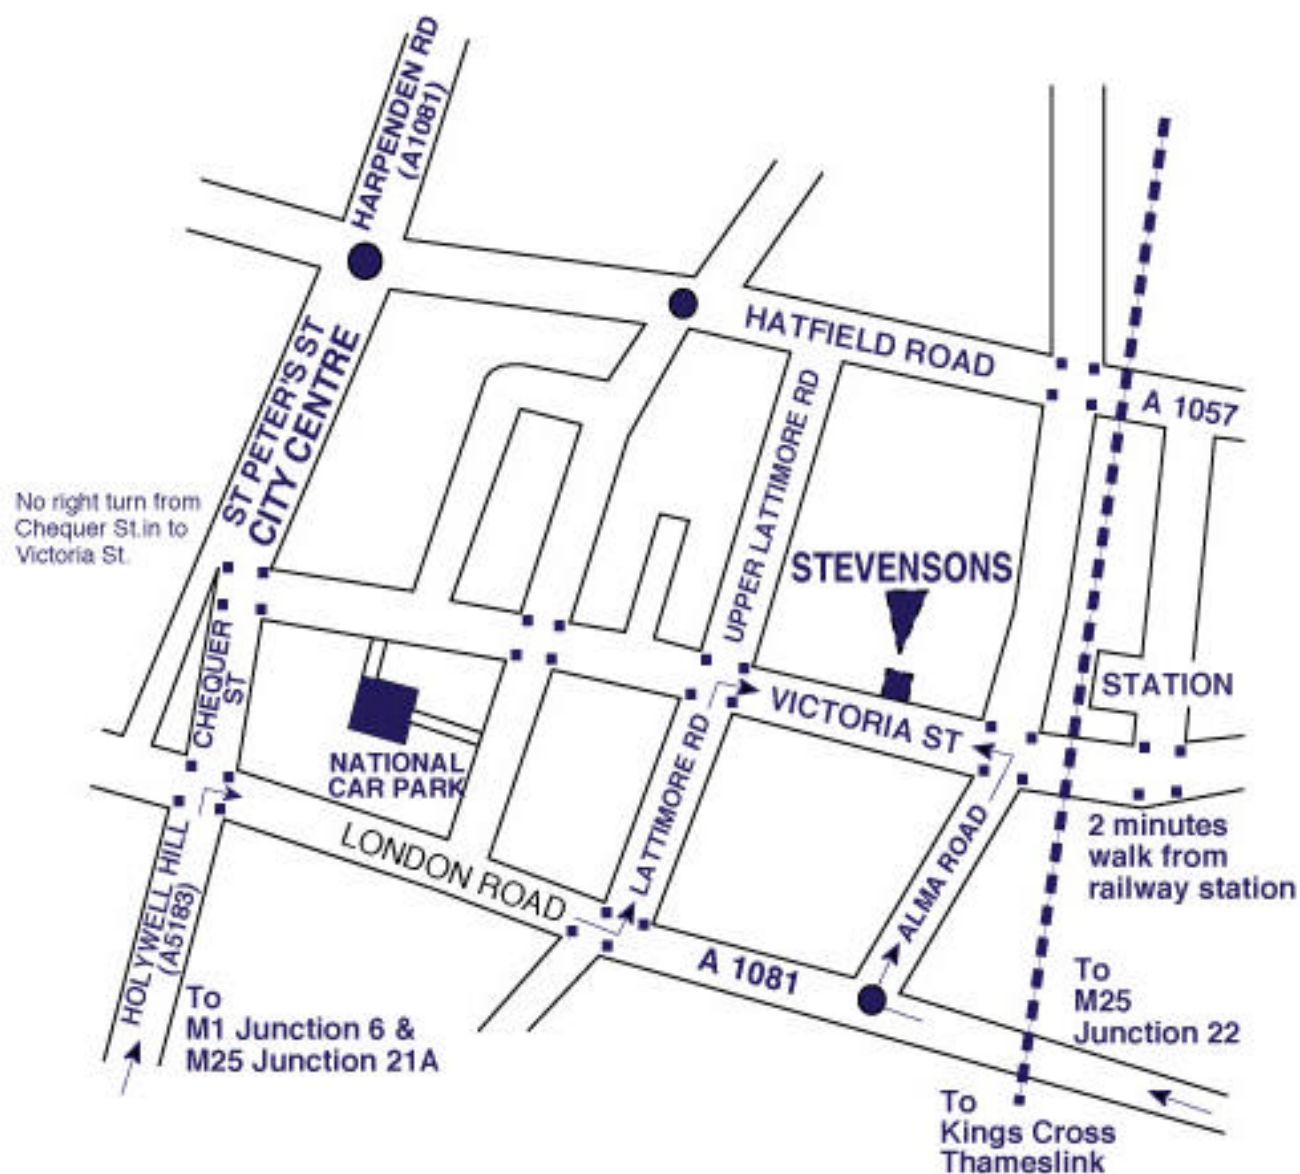 HARPENDEN RD
(A1081)
HATFIELD ROAD
A 1057
ST PETER'S ST
CITY CENTRE
UPPER LATTIMORE RD
No right turn from
Chequer St.in to
Victoria St.
STEVENSONS
CHEQUER
ST
STATION
VICTORIA ST
NATIONAL
CAR PARK
LATTIMORE RD
LONDON ROAD
ALMA ROAD
2 minutes
walk from
railway station
HOLYWELL HILL
(A5183)
A 1081
To
M1 Junction 6 &
M25 Junction 21A
To
M25
Junction 22
To
Kings Cross
Thameslink